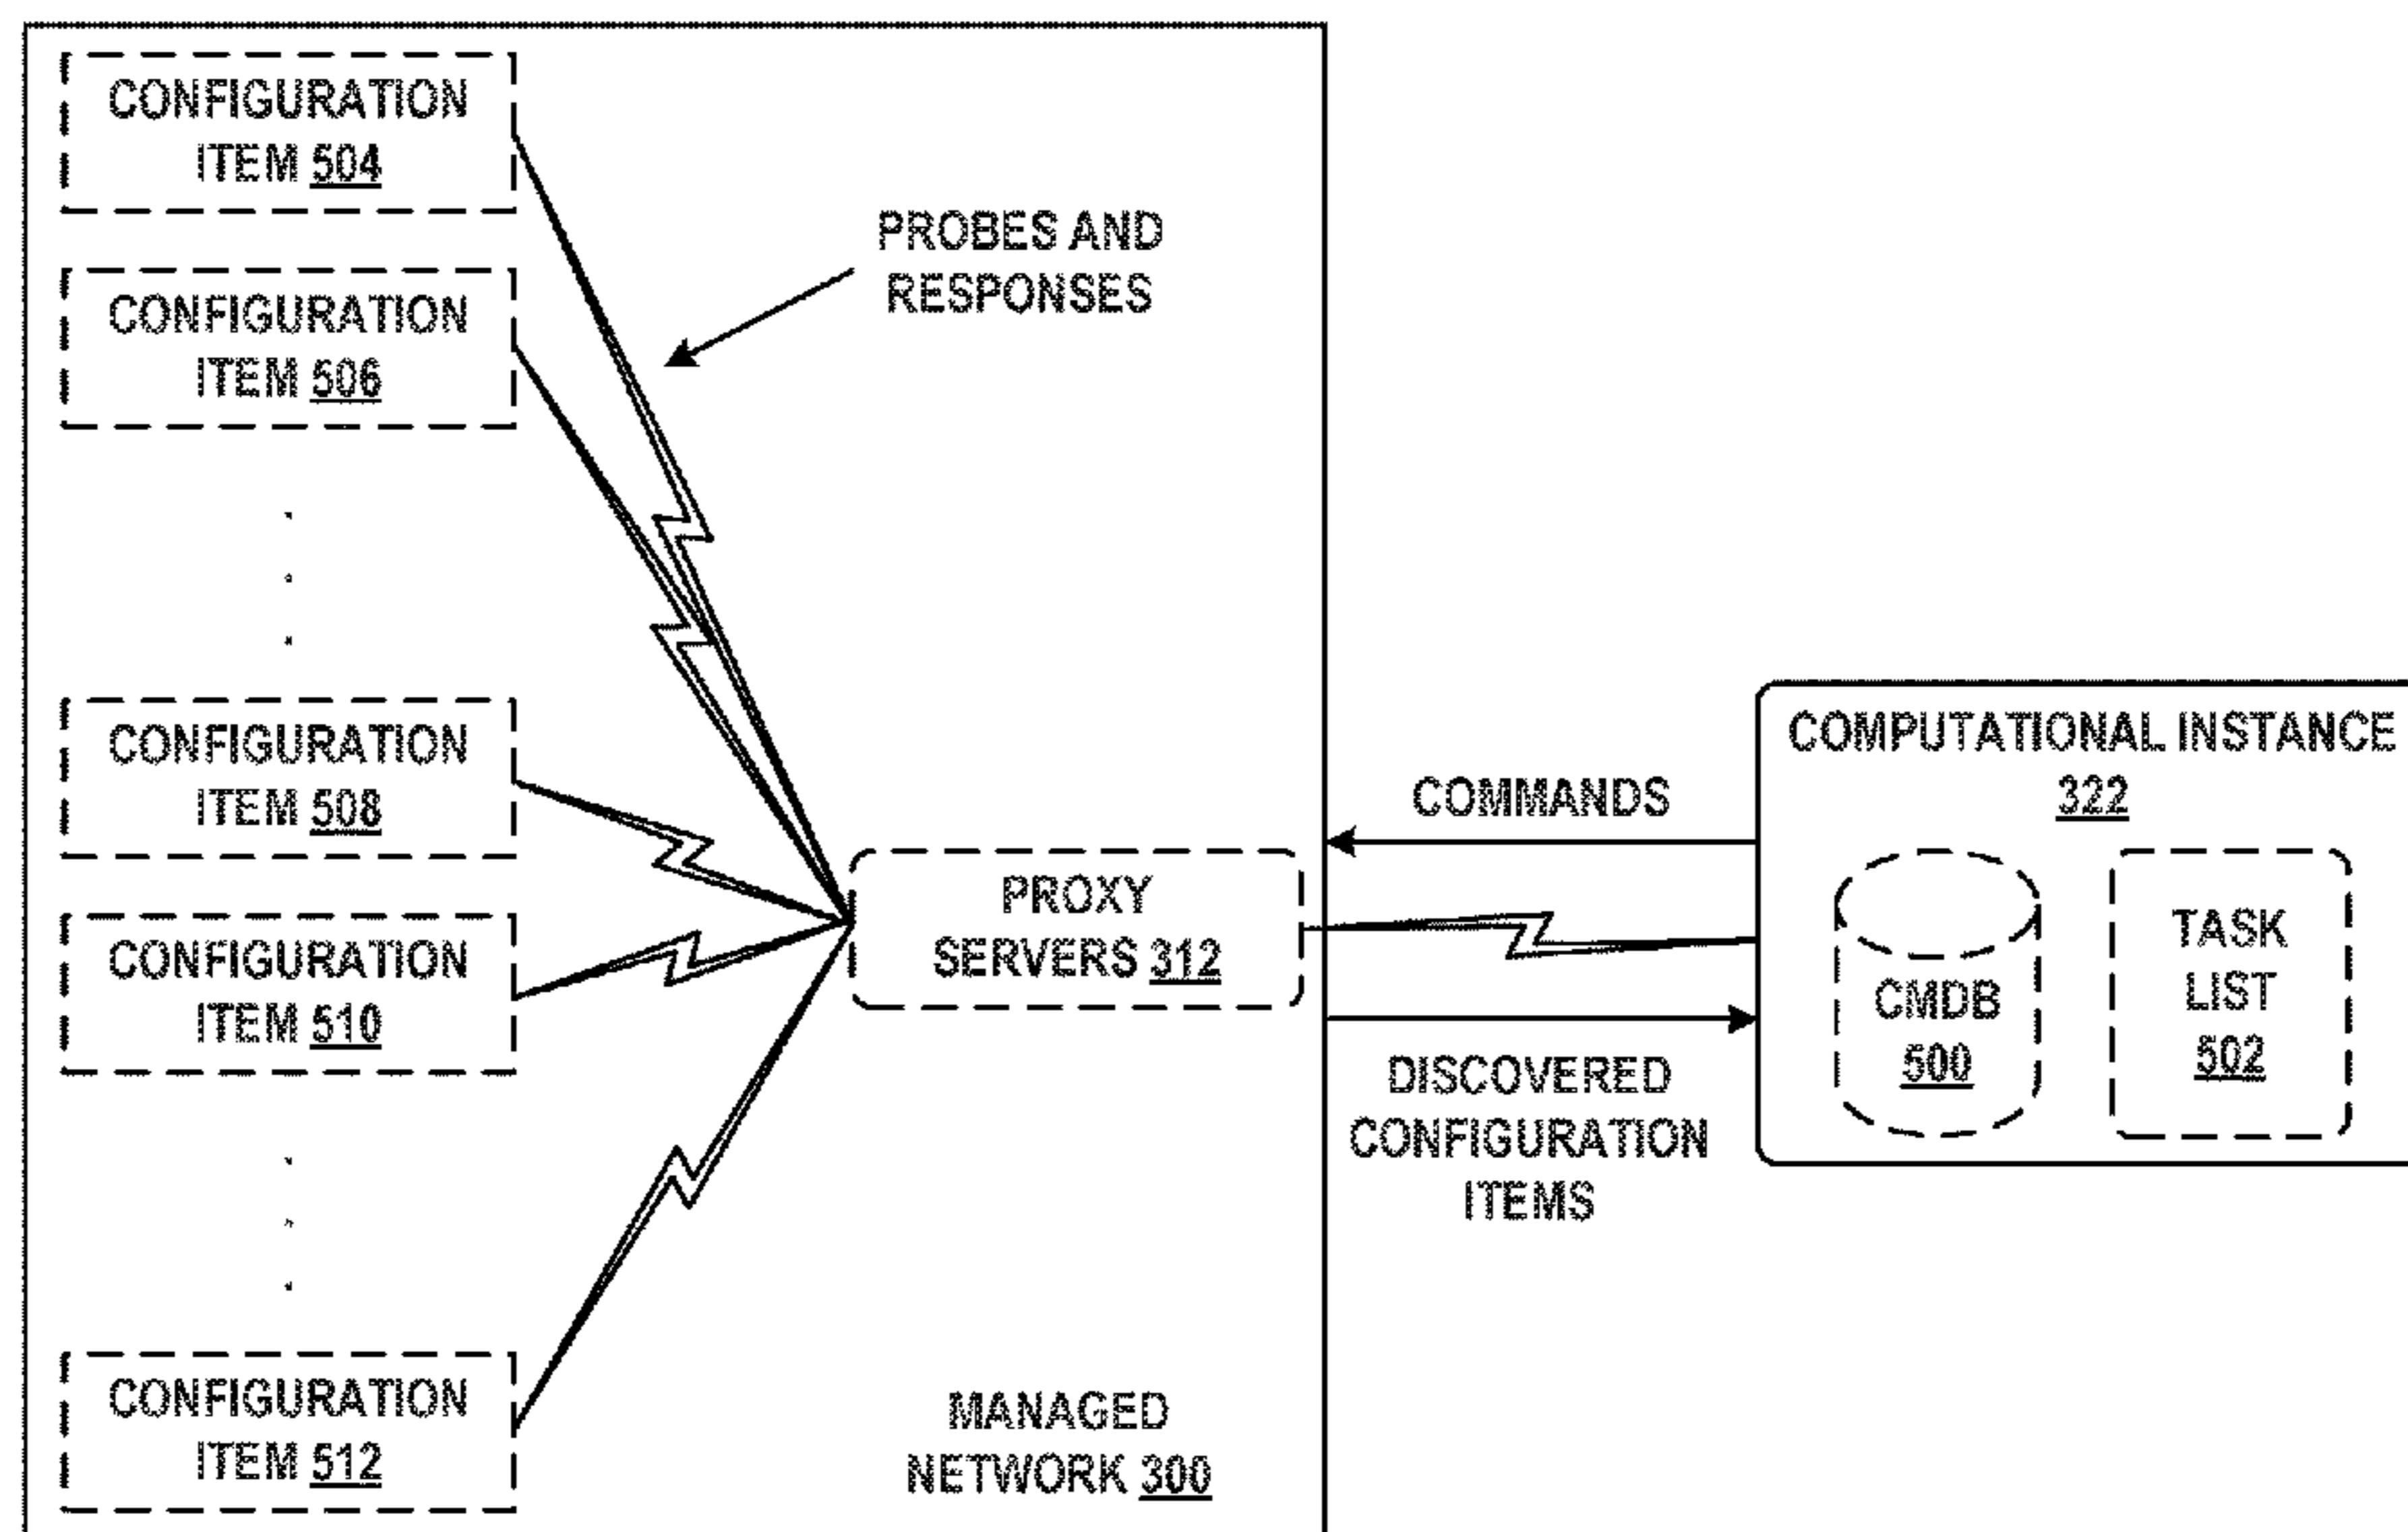 CONFIGURATION
ITEM 504
PROBES AND
RESPONSES
CONFIGURATION
ITEM 506
CONFIGURATION
ITEM 508
CONFIGURATION
ITEM 510
CONFIGURATION
ITEM 512
PROXY
SERVERS 312
MANAGED
NETWORK 300
COMMANDS
DISCOVERED
CONFIGURATION
ITEMS
COMPUTATIONAL INSTANCE
322
CMDB
500
TASK
LIST
502